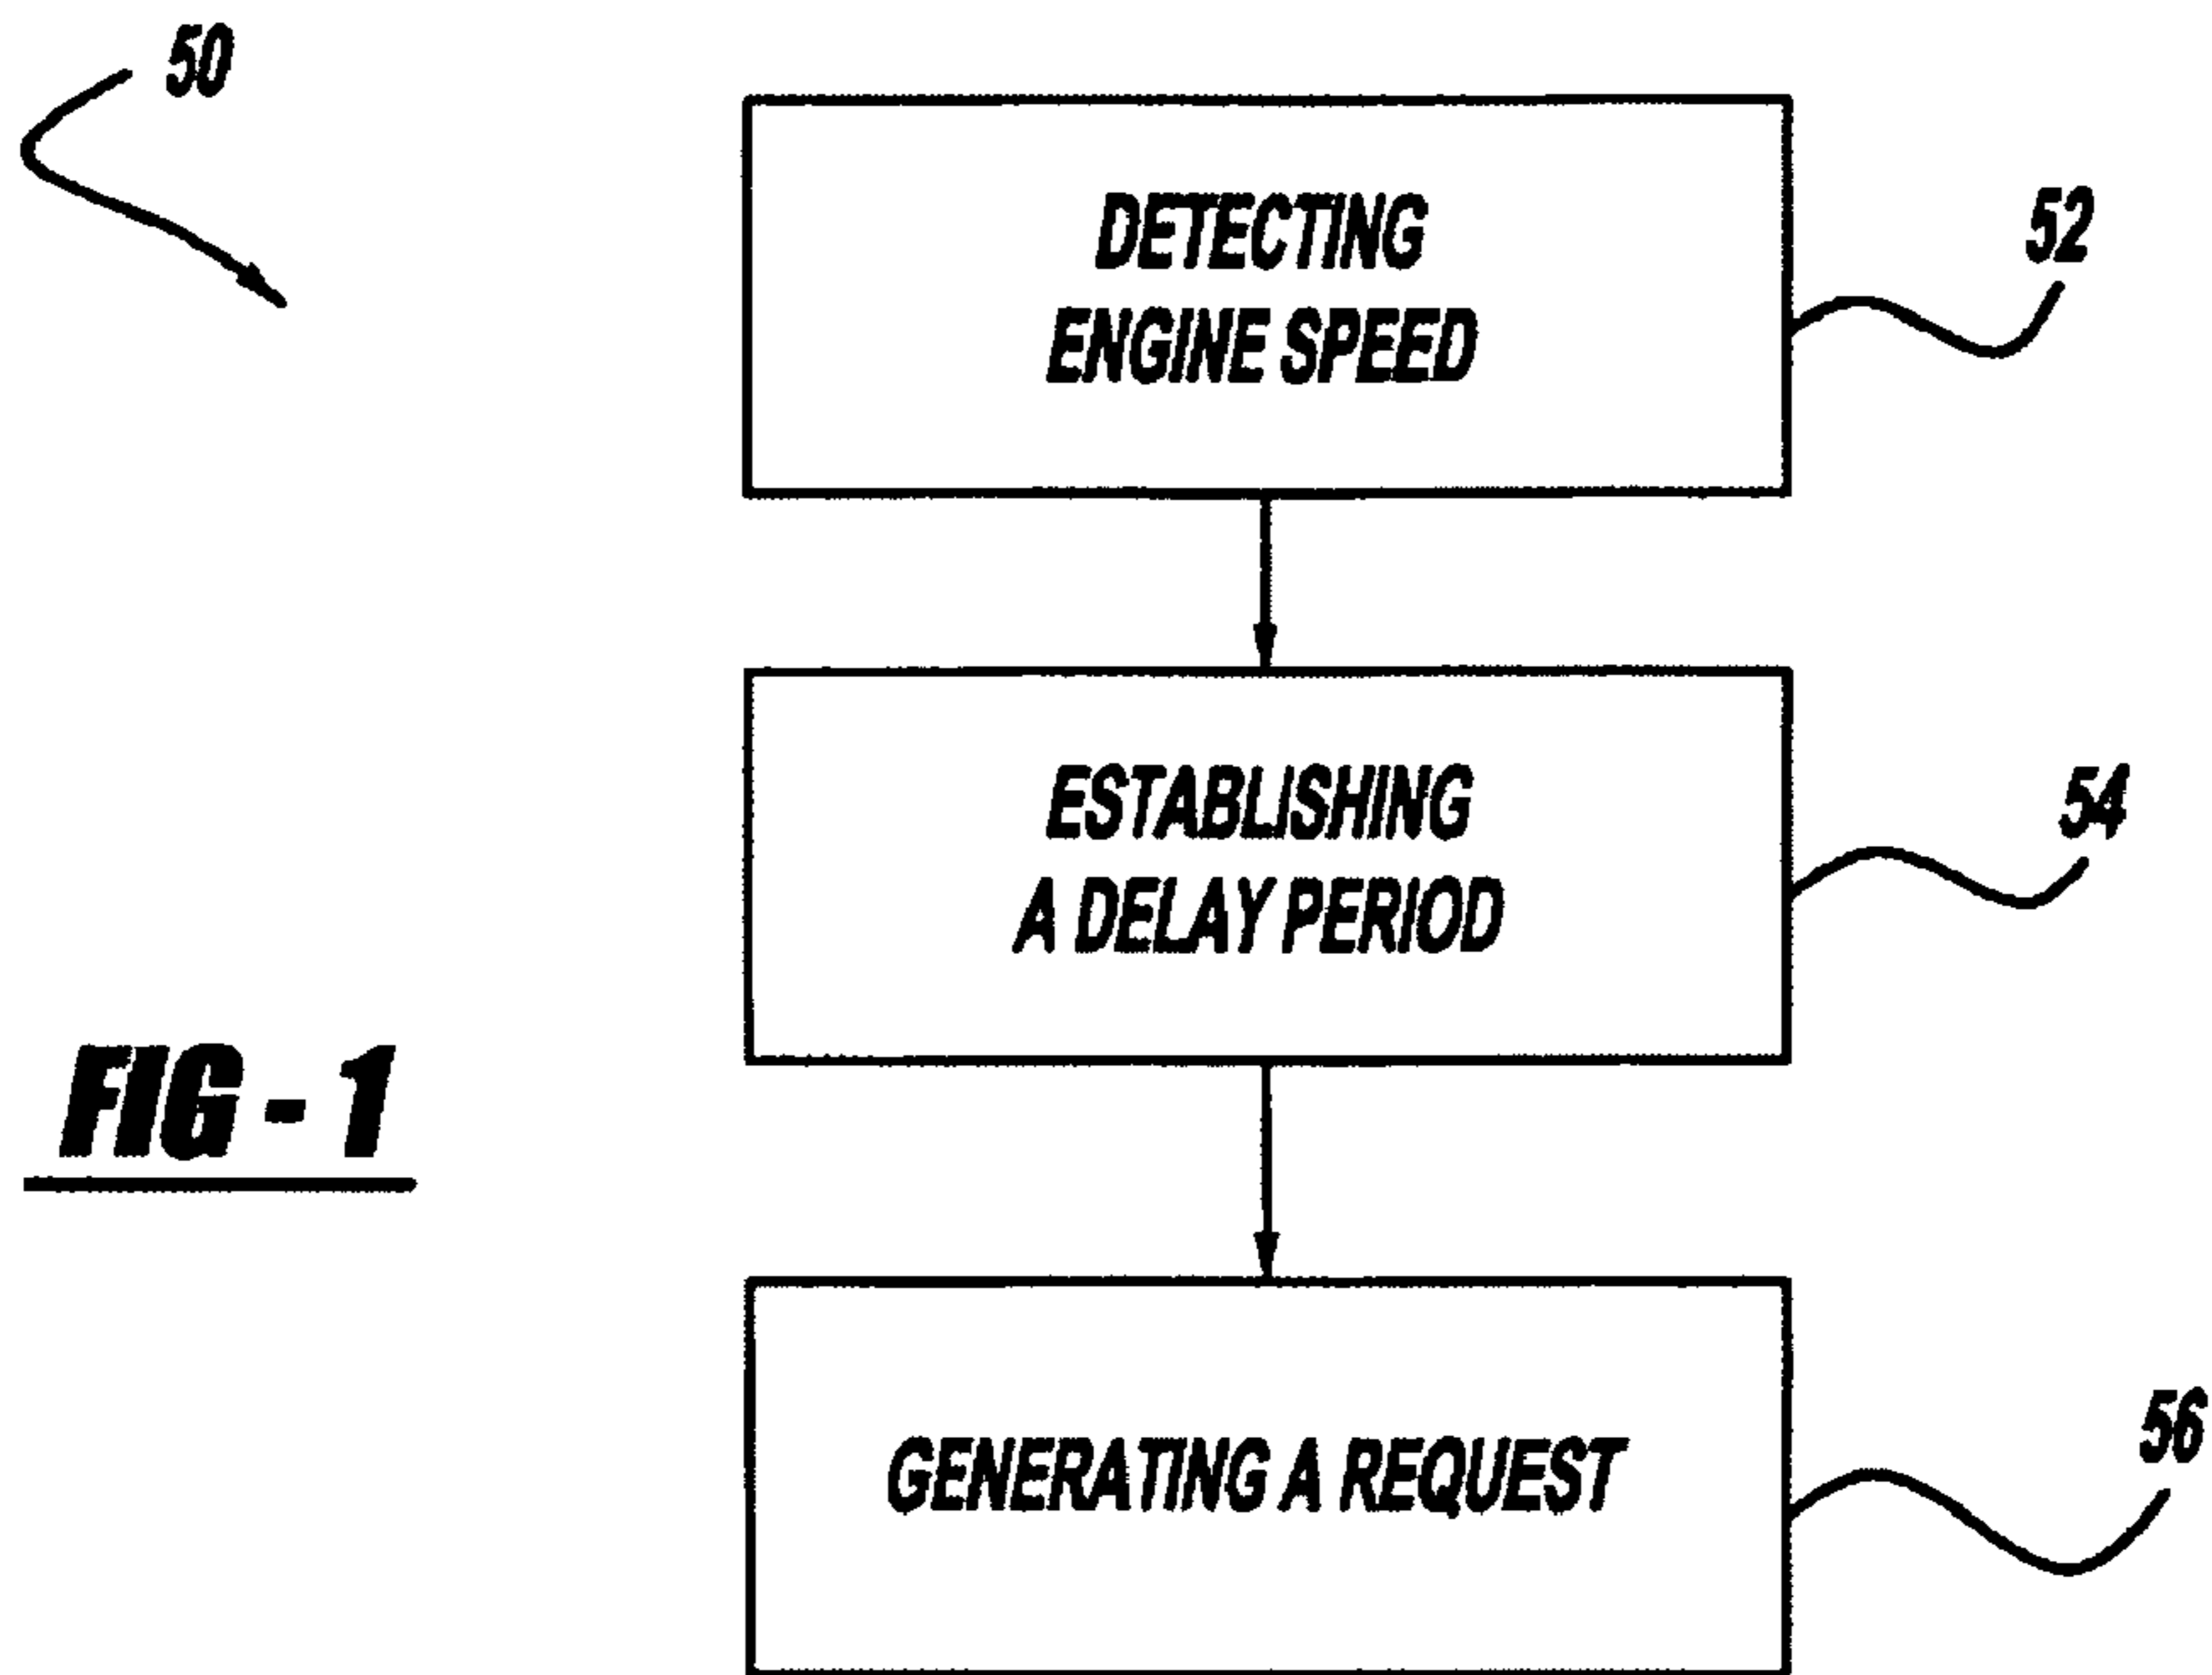 50
DETECTING
ENGINE SPEED
52
ESTABLISHING
A DELAY PERIOD
54
FIG - 1
GENERATING A REQUEST
56